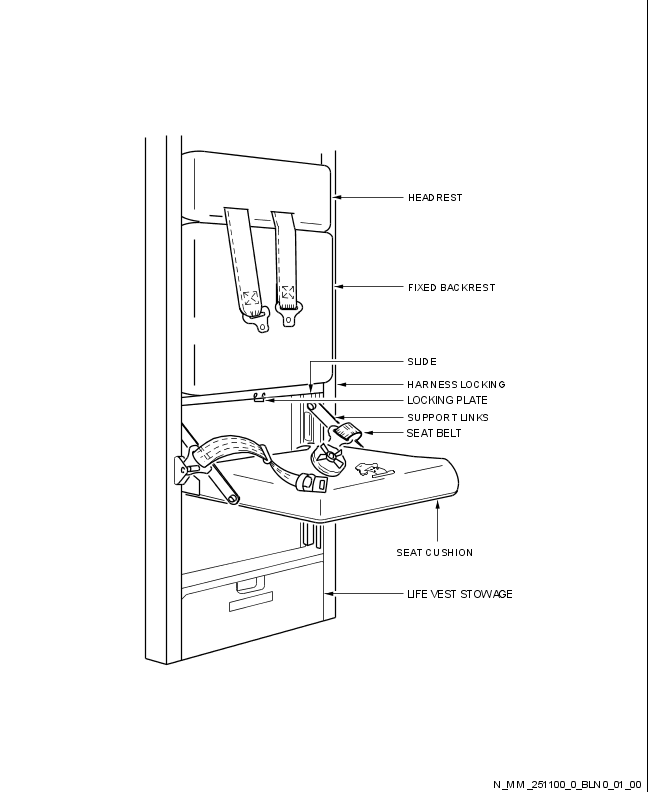 HEADREST
FIXED BACKREST
SLIDE
HARNESS LOCKING
LOCKING PLATE
SUPPORT LINKS
SEAT BELT
SEAT CUSHION
LIFE VEST STOWAGE
N_MM_251100_0_BLN0_01_00